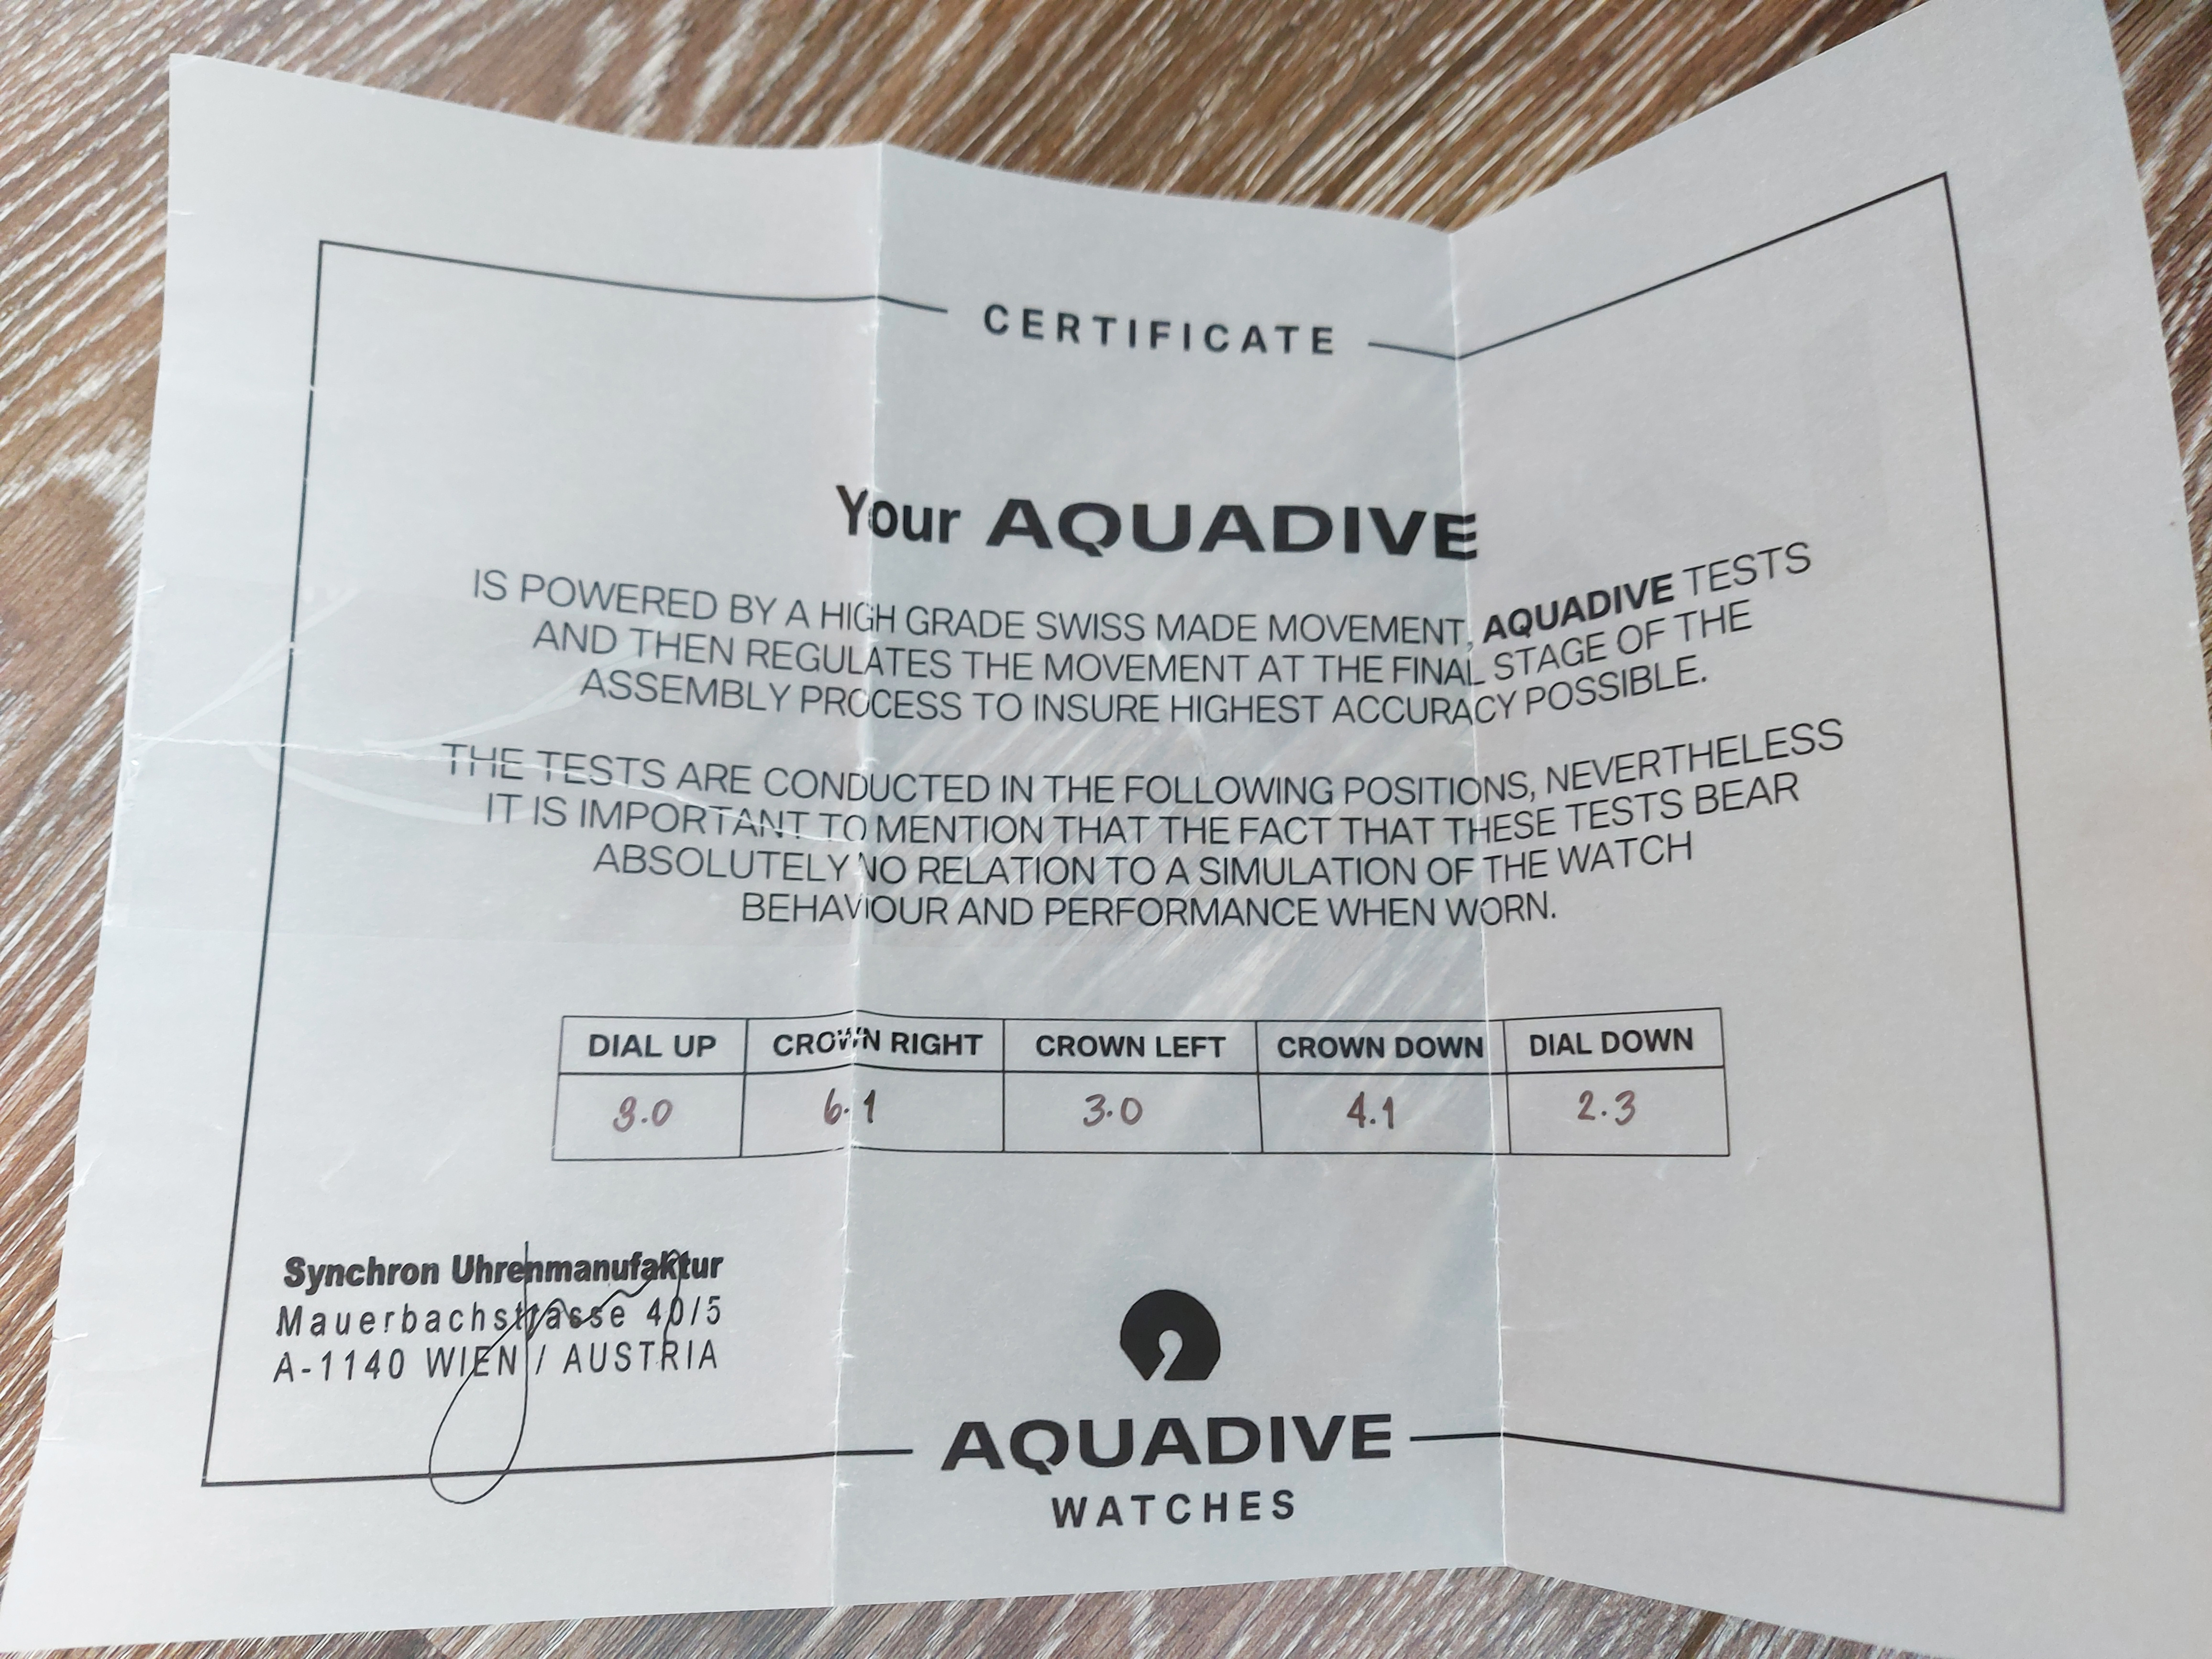 CERTIFICATE
Your AQUADIVE
IS POWERED BY A HIGH GRADE SWISS MADE MOVEMENT, AQUADIVE TESTS
AND THEN REGULATES THE MOVEMENT AT THE FINAL STAGE OF THE
ASSEMBLY PROCESS TO INSURE HIGHEST ACCURACY POSSIBLE.
THE TESTS ARE CONDUCTED IN THE FOLLOWING POSITIONS, NEVERTHELESS
IT IS IMPORTANT TO MENTION THAT THE FACT THAT THESE TESTS BEAR
ABSOLUTELY NO RELATION TO A SIMULATION OF THE WATCH
BEHAVIOUR AND PERFORMANCE WHEN WORN.
DIAL UP CROWN RIGHT CROWN LEFT CROWN DOWN DIAL DOWN
6.1 3.0 4.1 2.3
Synchron Uhrenmanufaktur
Mauerbachstrasse 40/5
A-1140 WIEN / AUSTRIA
AQUADIVE
WATCHES